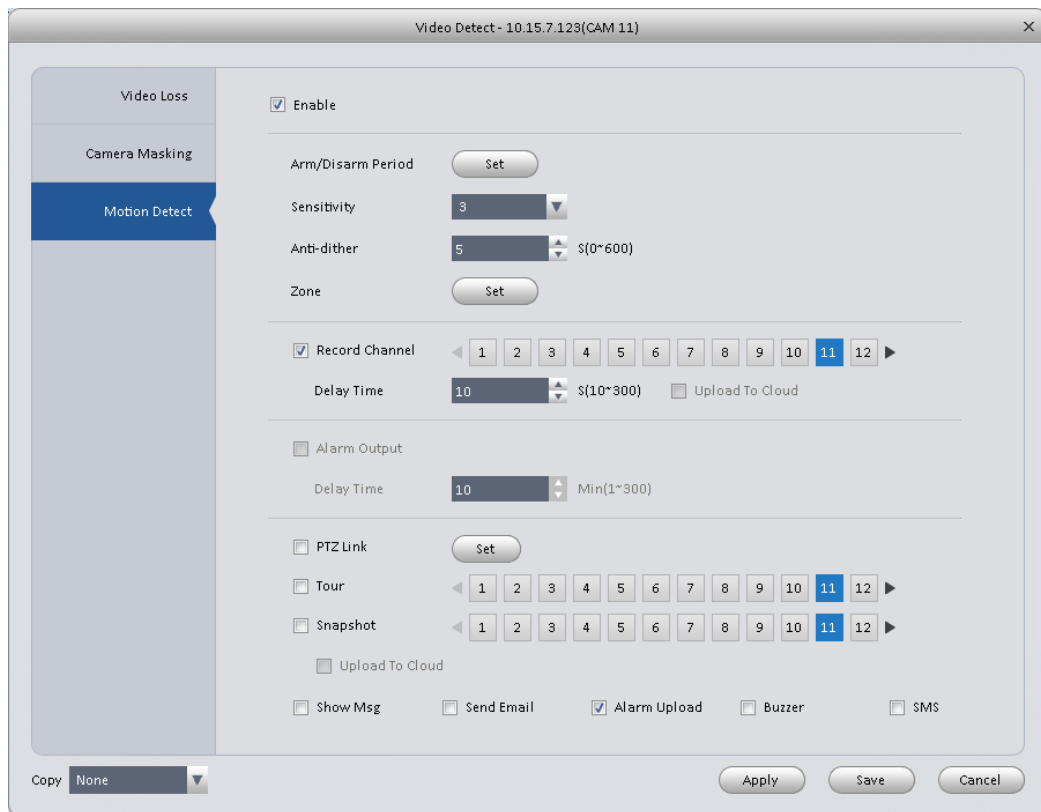 Video Detect - 10.15.7.123(CAM 11)
Video Loss
Camera Masking
Motion Detect
Enable
Arm/Disarm Period Set
Sensitivity 3
Anti-dither 5 S(0~600)
Zone Set
Record Channel 1 2 3 4 5 6 7 8 9 10 11 12
Delay Time 10 S(10~300) Upload To Cloud
Alarm Output
Delay Time 10 Min(1~300)
PTZ Link Set
Tour 1 2 3 4 5 6 7 8 9 10 11 12
Snapshot 1 2 3 4 5 6 7 8 9 10 11 12
Upload To Cloud
Show Msg Send Email Alarm Upload Buzzer SMS
Copy None Apply Save Cancel